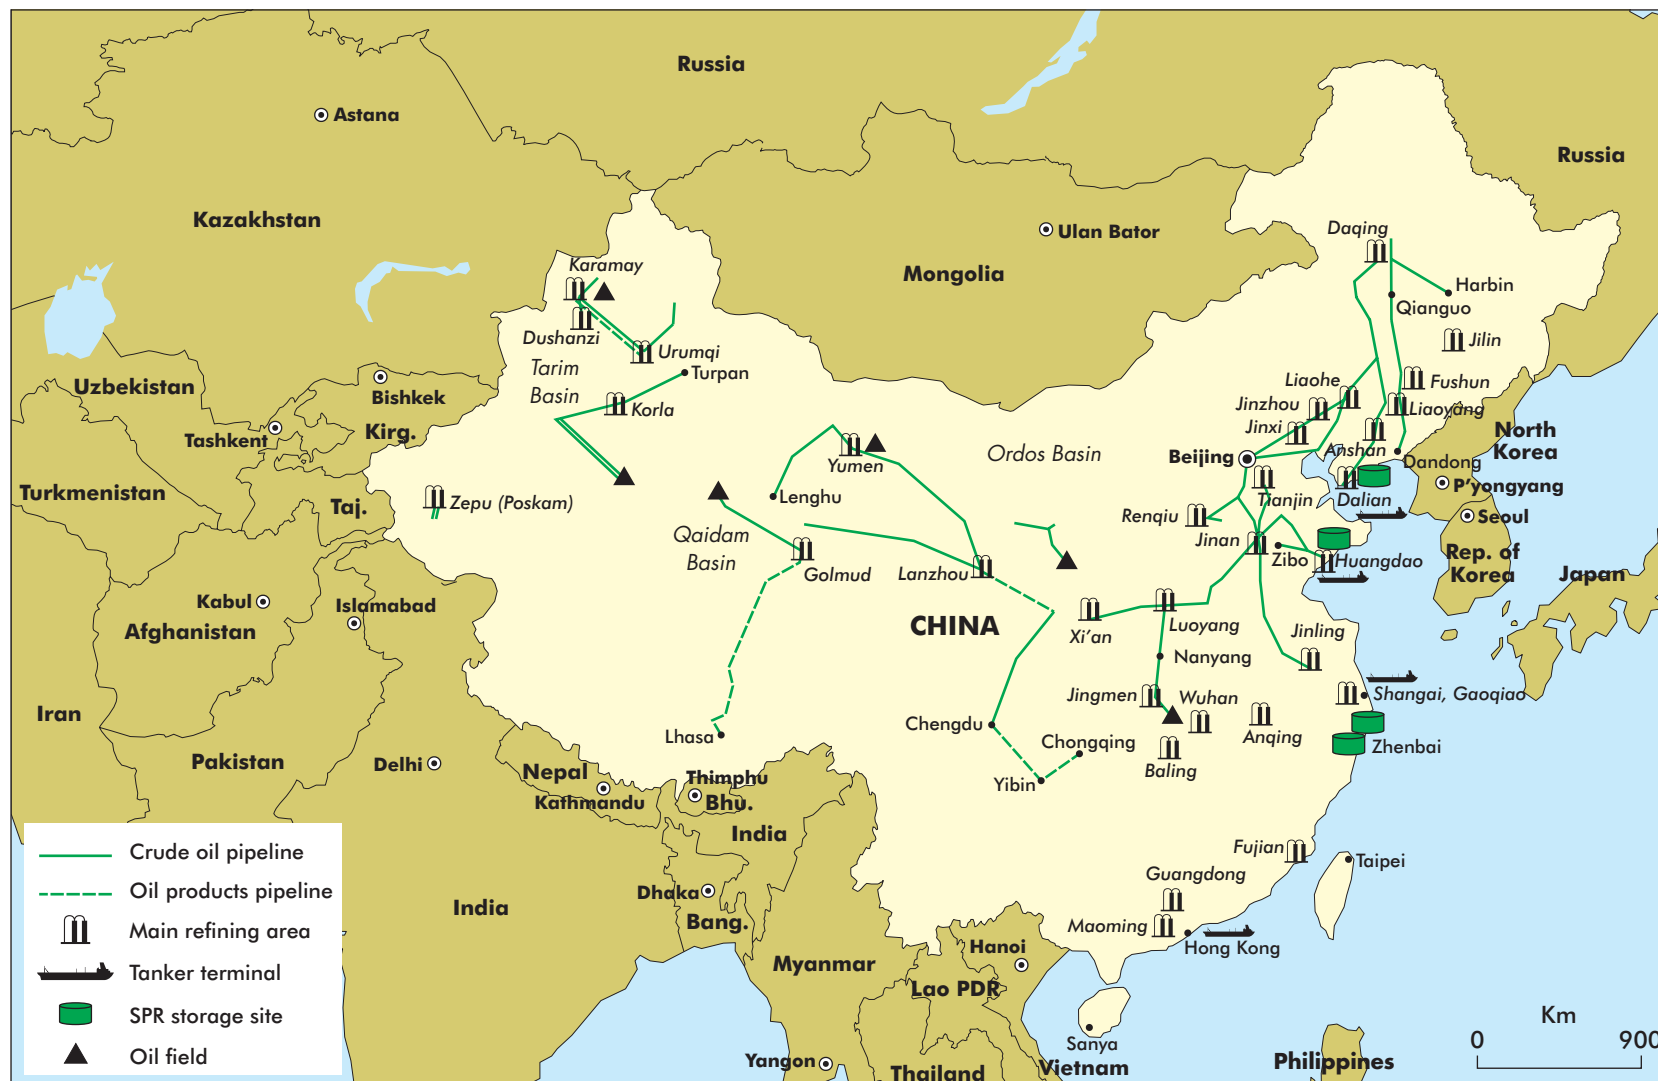 Russia
Astana
Russia
Kazakhstan
Ulan Bator
Daqing
Karamay
Mongolia
Harbin
Qianguo
Dushanzi
Jilin
Urumqi
Tarim
Basin
Turpan
Uzbekistan
Bishkek
Liaohe
Fushun
Jinzhou
Liaoyang
Korla
Jinxi
Tashkent
Kirg.
North
Korea
Anshan
Ordos Basin
Beijing
Yumen
Dandong
Turkmenistan
Lenghu
P'yongyang
Zepu (Poskam)
Tianjin
Dalian
Taj.
Renqiu
Seoul
Qaidam
Basin
Jinan
Zibo
Huangdao
Rep. of
Korea
Golmud
Lanzhou
Japan
Kabul
Islamabad
Afghanistan
CHINA
Xi'an
Luoyang
Jinling
Nanyang
Jingmen
Wuhan
Shangai, Gaoqiao
Iran
Chengdu
Lhasa
Anqing
Chongqing
Zhenbai
Pakistan
Delhi
Baling
Nepal
Thimphu
Yibin
Kathmandu
Bhu.
India
Fujian
Taipei
Guangdong
Dhaka
India
Bang.
Maoming
Hanoi
Hong Kong
Myanmar
Lao PDR
Sanya
Yangon
Vietnam
Philippines
Thailand
Crude oil pipeline
Oil products pipeline
Main refining area
Tanker terminal
SPR storage site
Oil field
Km
0 900